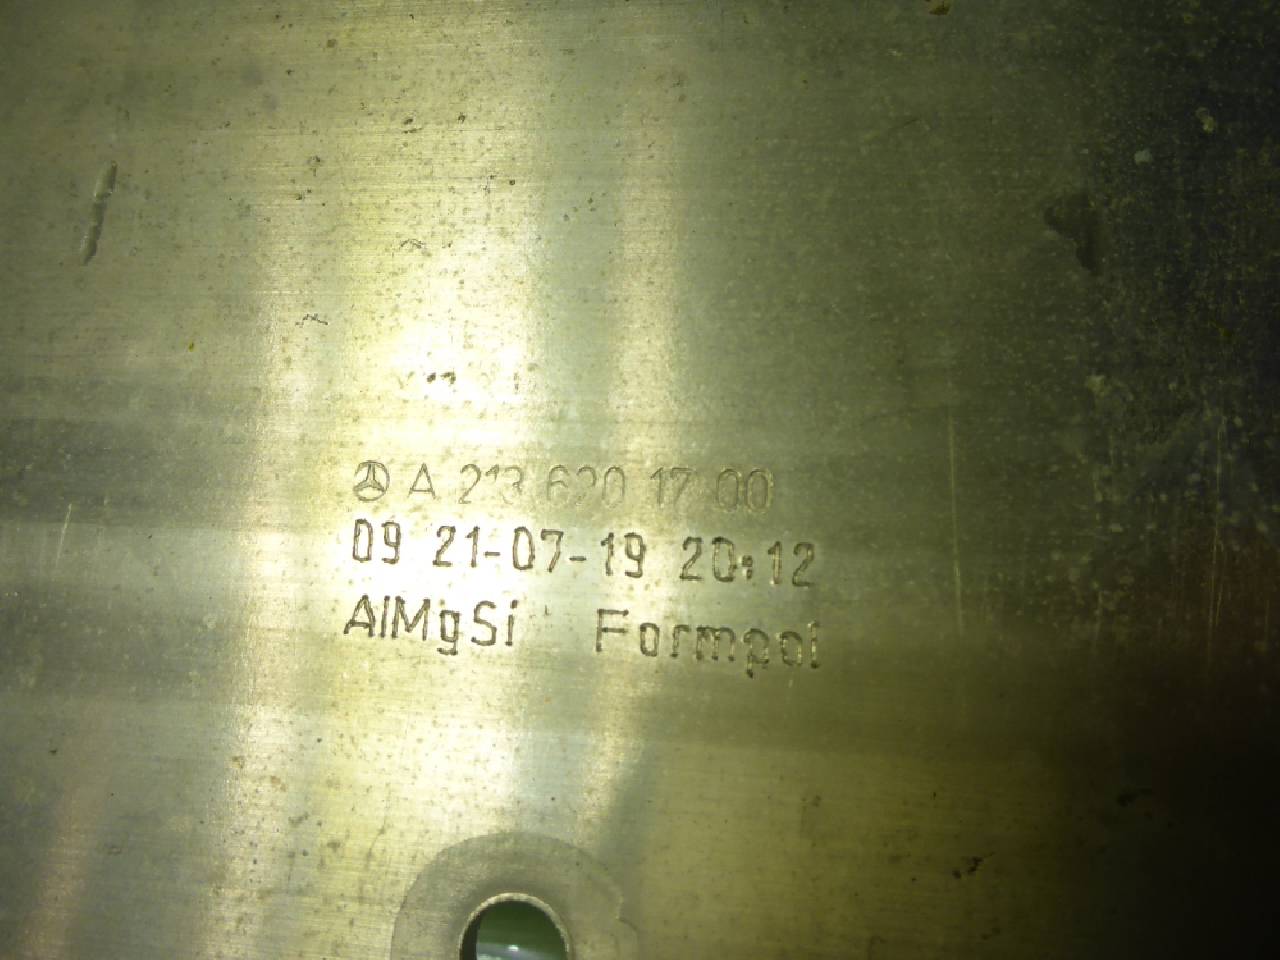 A 213 620 17 00
09 21-07-19 20:12
AlMgSi Formpol